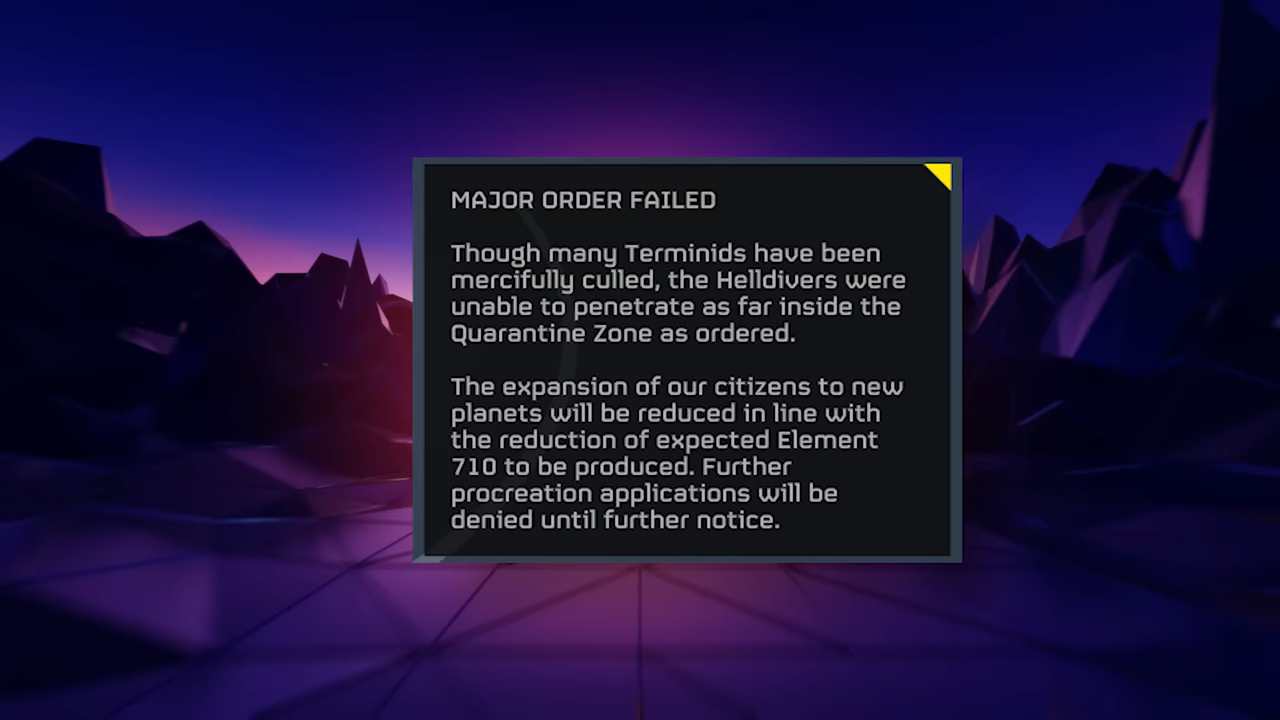 MAJOR ORDER FAILED
Though many Terminids have been
mercifully culled, the Helldivers were
unable to penetrate as far inside the
Quarantine Zone as ordered.
The expansion of our citizens to new
planets will be reduced in line with
the reduction of expected Element
710 to be produced. Further
procreation applications will be
denied until further notice.